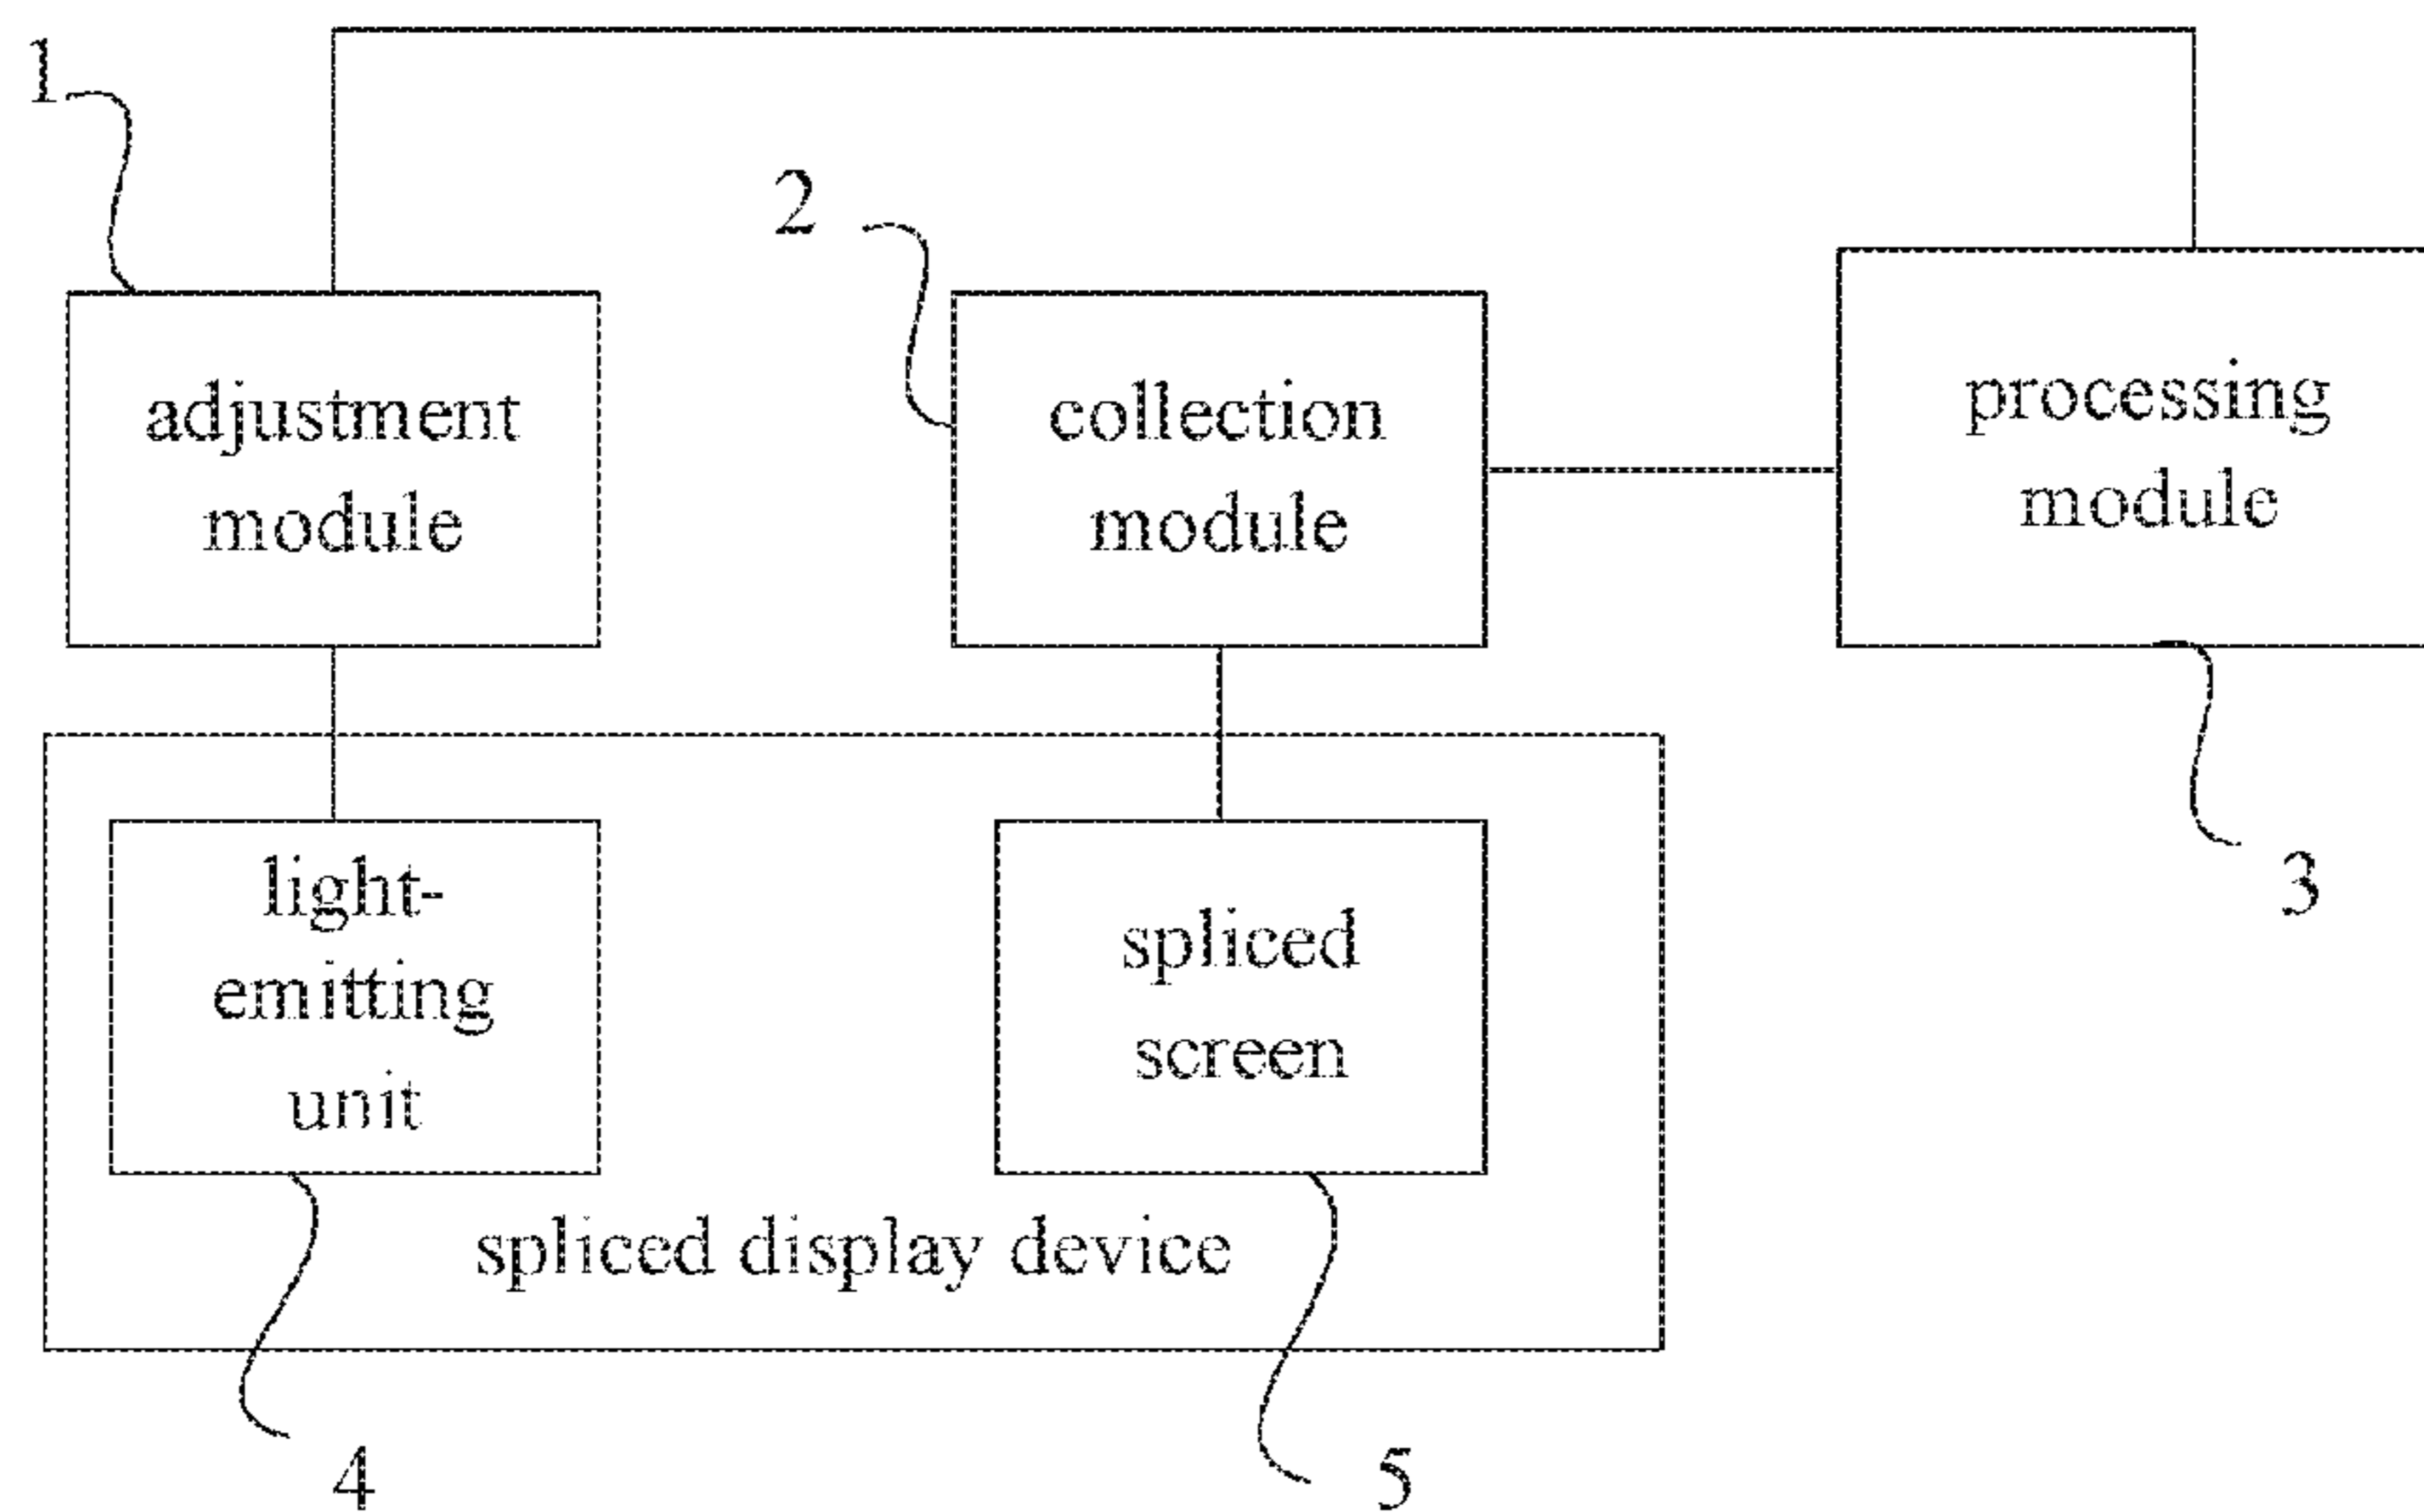 1
2
adjustment
module
collection
module
processing
module
3
light-
emitting
unit
spliced
screen
spliced display device
4
5